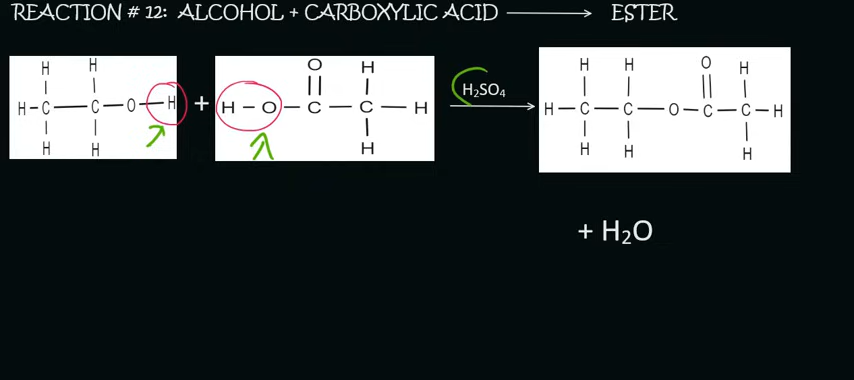 REACTION # 12: ALCOHOL + CARBOXYLIC ACID ⟶ ESTER
H H O H H H O H
H–C–C–O–H + H–O–C–C–H H₂SO₄ ⟶ H–C–C–O–C–C–H
H H H H H H
+ H₂O